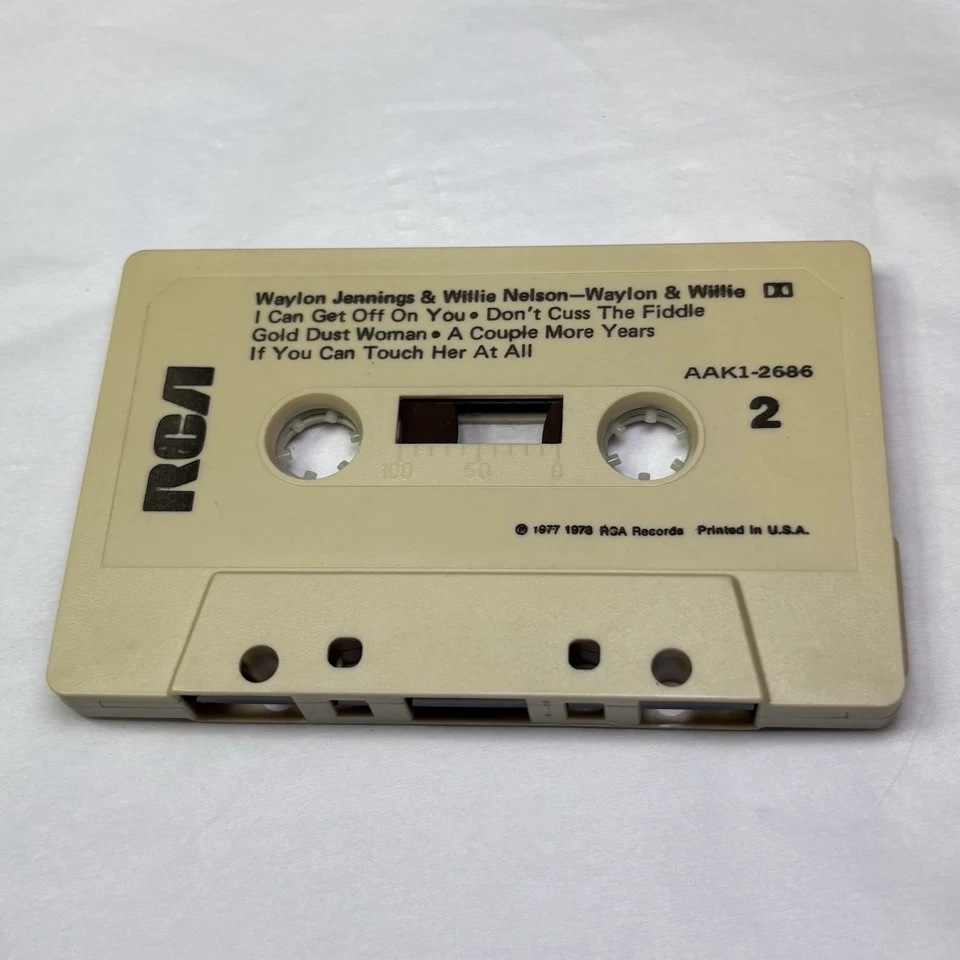 Waylon Jennings & Willie Nelson—Waylon & Willie
I Can Get Off On You • Don't Cuss The Fiddle
Gold Dust Woman • A Couple More Years
If You Can Touch Her At All
AAK1-2686
2
RCA
100 50 0
℗ 1977 1978 RCA Records Printed in U.S.A.